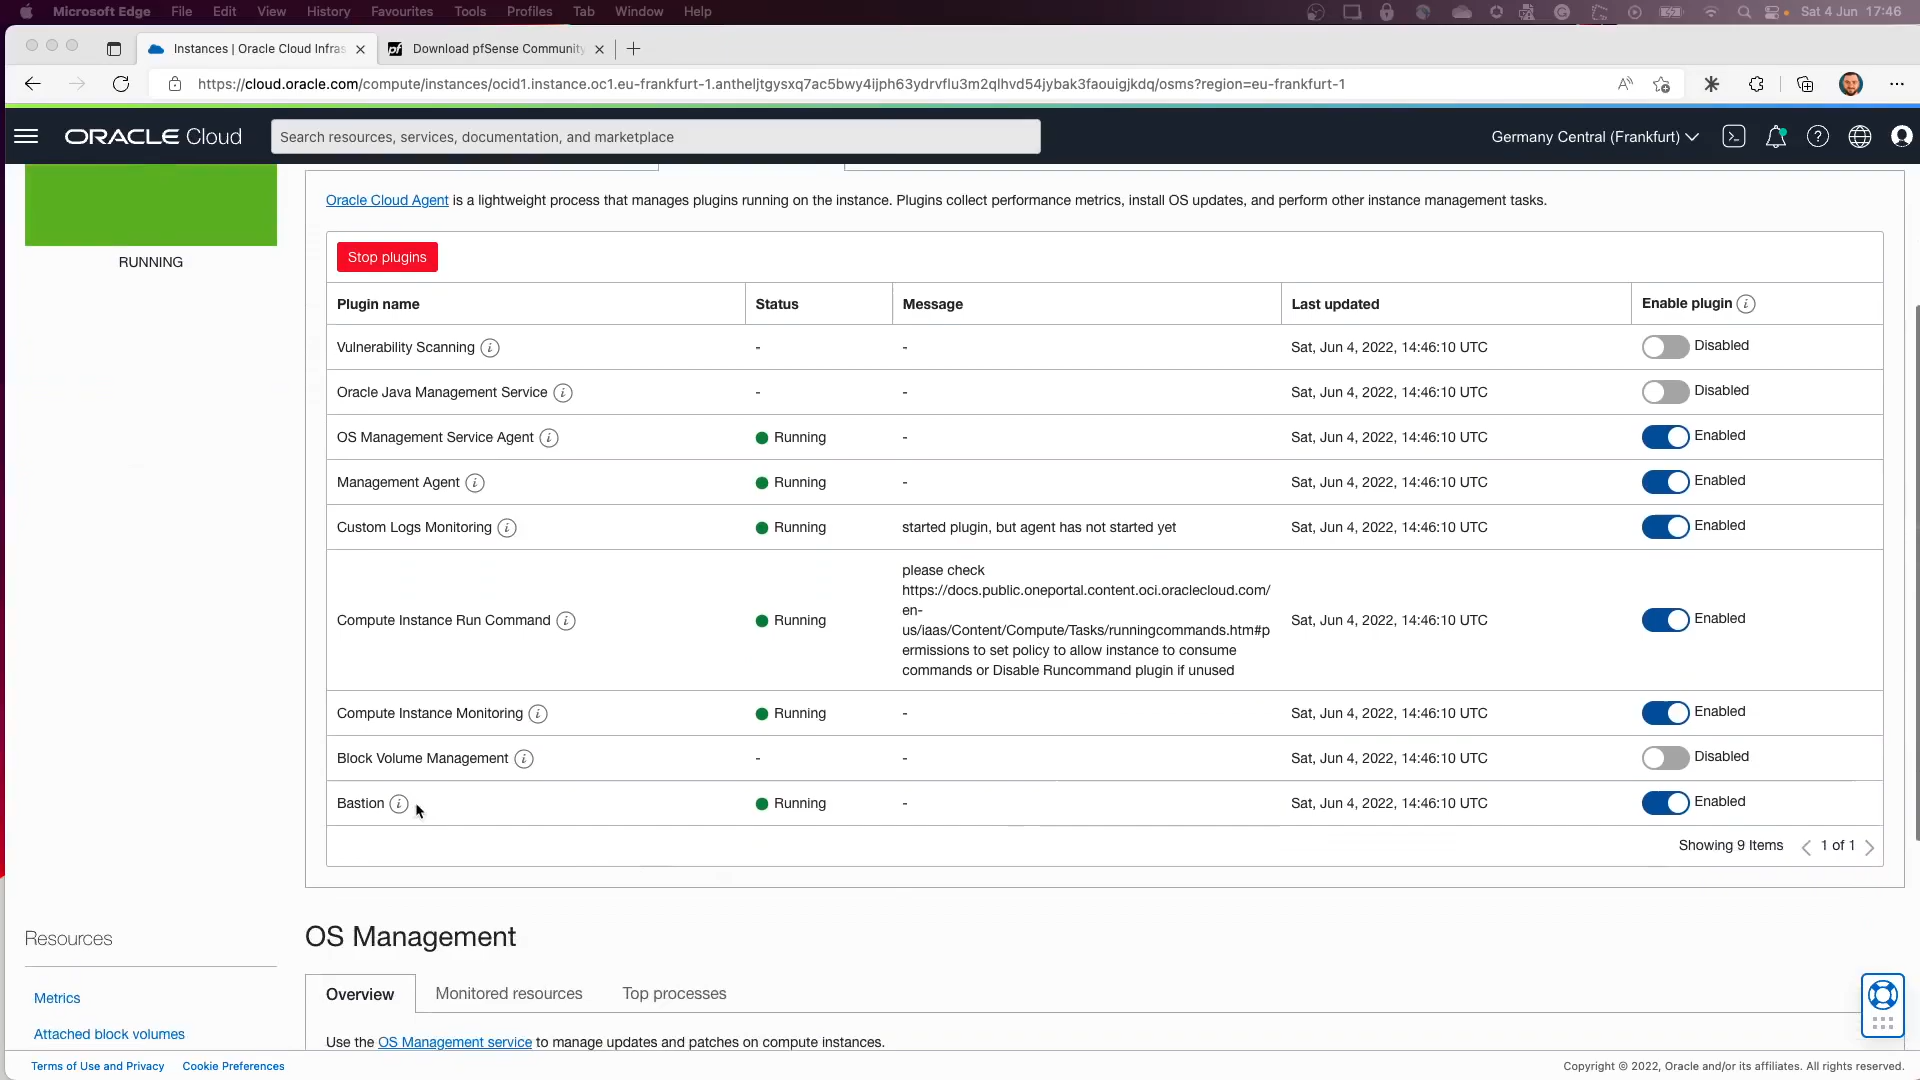 Microsoft Edge File Edit View History Favourites Tools Profiles Tab Window Help Sat 4 Jun 17:46
Instances | Oracle Cloud Infras
Download pfSense Community
https://cloud.oracle.com/compute/instances/ocid1.instance.oc1.eu-frankfurt-1.antheljtgysxq7ac5bwy4ijph63ydrvflu3m2qlhvd54jybak3faouigjkdq/osms?region=eu-frankfurt-1
ORACLE Cloud
Search resources, services, documentation, and marketplace
Germany Central (Frankfurt)
RUNNING
Oracle Cloud Agent is a lightweight process that manages plugins running on the instance. Plugins collect performance metrics, install OS updates, and perform other instance management tasks.
Stop plugins
Plugin name Status Message Last updated Enable plugin
Vulnerability Scanning - - Sat, Jun 4, 2022, 14:46:10 UTC Disabled
Oracle Java Management Service - - Sat, Jun 4, 2022, 14:46:10 UTC Disabled
OS Management Service Agent Running - Sat, Jun 4, 2022, 14:46:10 UTC Enabled
Management Agent Running - Sat, Jun 4, 2022, 14:46:10 UTC Enabled
Custom Logs Monitoring Running started plugin, but agent has not started yet Sat, Jun 4, 2022, 14:46:10 UTC Enabled
please check
https://docs.public.oneportal.content.oci.oraclecloud.com/
en-
us/iaas/Content/Compute/Tasks/runningcommands.htm#p
ermissions to set policy to allow instance to consume
commands or Disable Runcommand plugin if unused
Compute Instance Run Command Running Sat, Jun 4, 2022, 14:46:10 UTC Enabled
Compute Instance Monitoring Running - Sat, Jun 4, 2022, 14:46:10 UTC Enabled
Block Volume Management - - Sat, Jun 4, 2022, 14:46:10 UTC Disabled
Bastion Running - Sat, Jun 4, 2022, 14:46:10 UTC Enabled
Showing 9 Items 1 of 1
Resources
Metrics
Attached block volumes
OS Management
Overview Monitored resources Top processes
Use the OS Management service to manage updates and patches on compute instances.
Terms of Use and Privacy Cookie Preferences
Copyright © 2022, Oracle and/or its affiliates. All rights reserved.